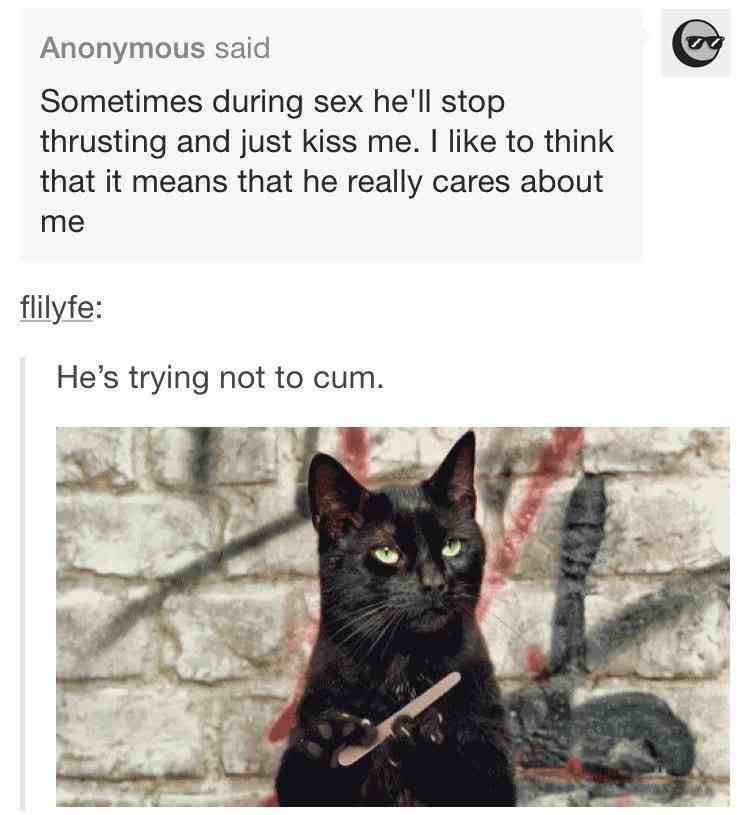 Anonymous said
Sometimes during sex he'll stop
thrusting and just kiss me. I like to think
that it means that he really cares about
me
flilyfe:
He’s trying not to cum.